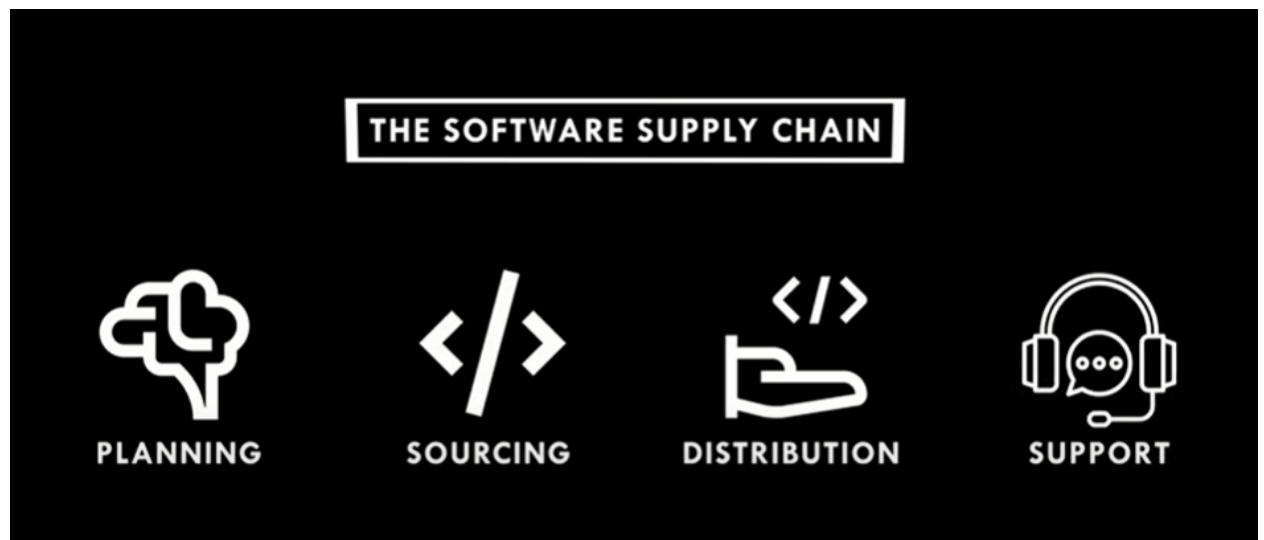 THE SOFTWARE SUPPLY CHAIN
PLANNING
SOURCING
DISTRIBUTION
SUPPORT